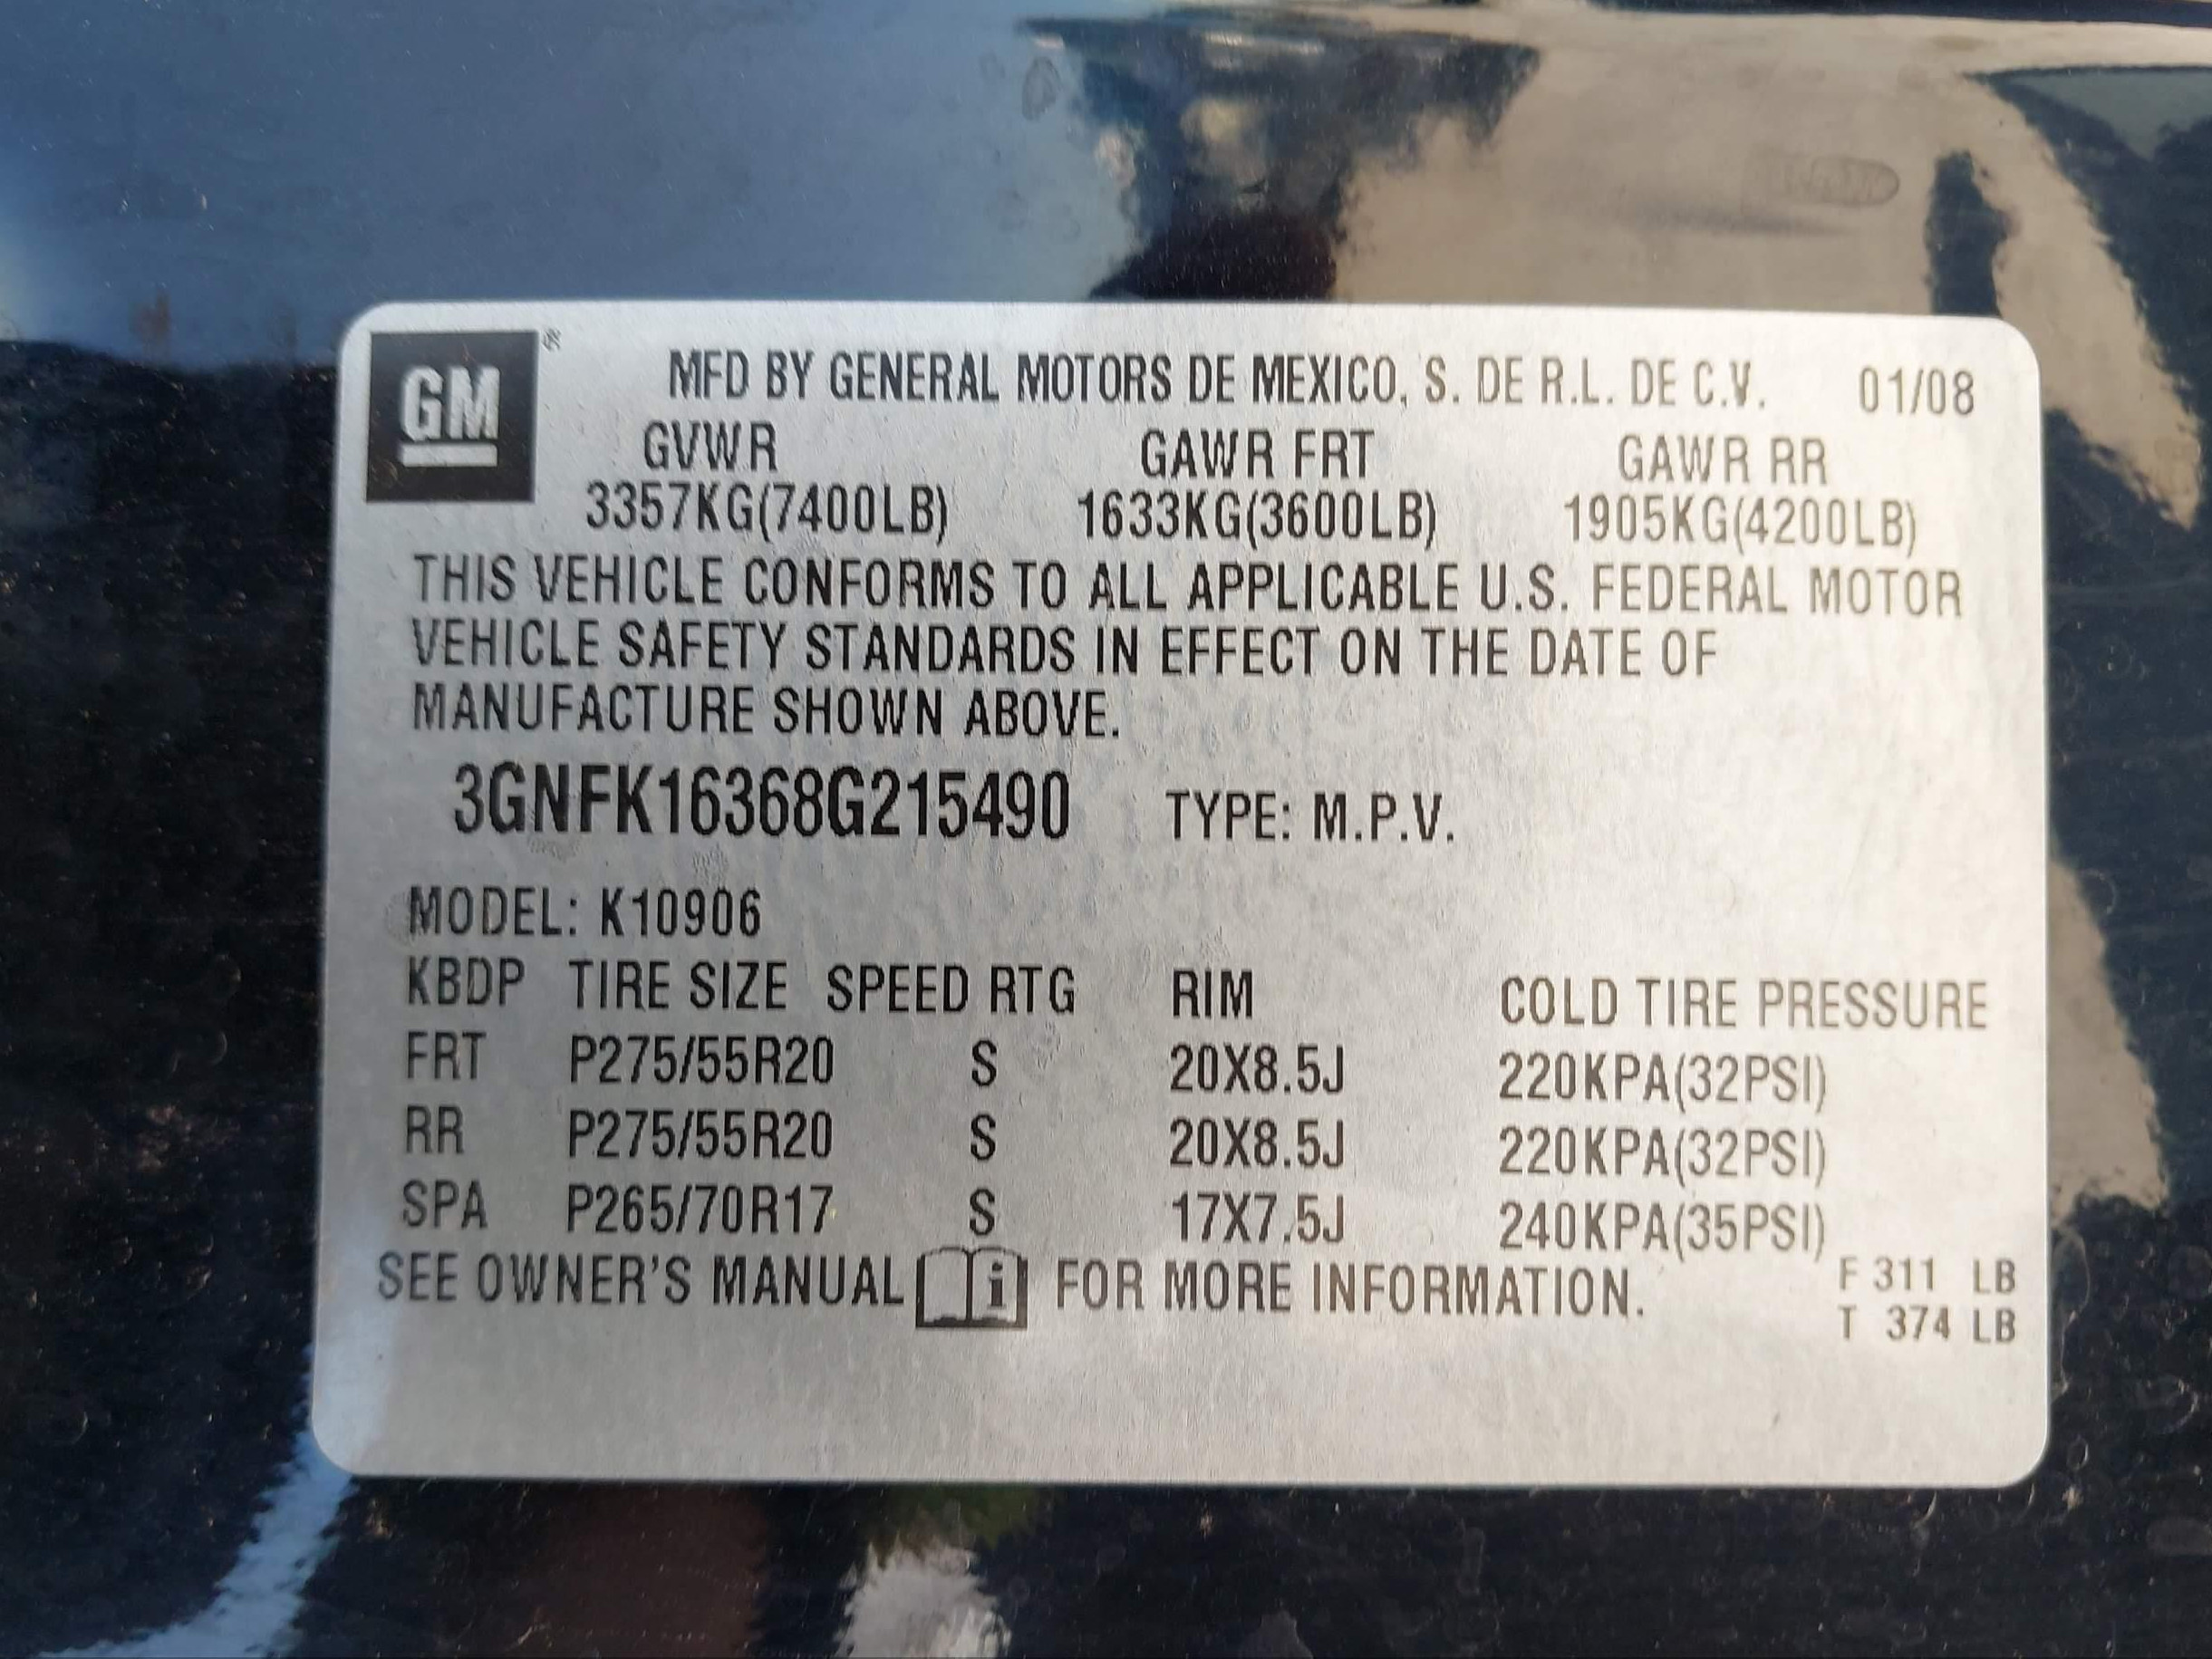 GM ®
MFD BY GENERAL MOTORS DE MEXICO, S. DE R.L. DE C.V. 01/08
GVWR GAWR FRT GAWR RR
3357KG(7400LB) 1633KG(3600LB) 1905KG(4200LB)
THIS VEHICLE CONFORMS TO ALL APPLICABLE U.S. FEDERAL MOTOR
VEHICLE SAFETY STANDARDS IN EFFECT ON THE DATE OF
MANUFACTURE SHOWN ABOVE.
3GNFK16368G215490 TYPE: M.P.V.
MODEL: K10906
KBDP TIRE SIZE SPEED RTG RIM COLD TIRE PRESSURE
FRT P275/55R20 S 20X8.5J 220KPA(32PSI)
RR P275/55R20 S 20X8.5J 220KPA(32PSI)
SPA P265/70R17 S 17X7.5J 240KPA(35PSI)
SEE OWNER'S MANUAL i FOR MORE INFORMATION.
F 311 LB
T 374 LB